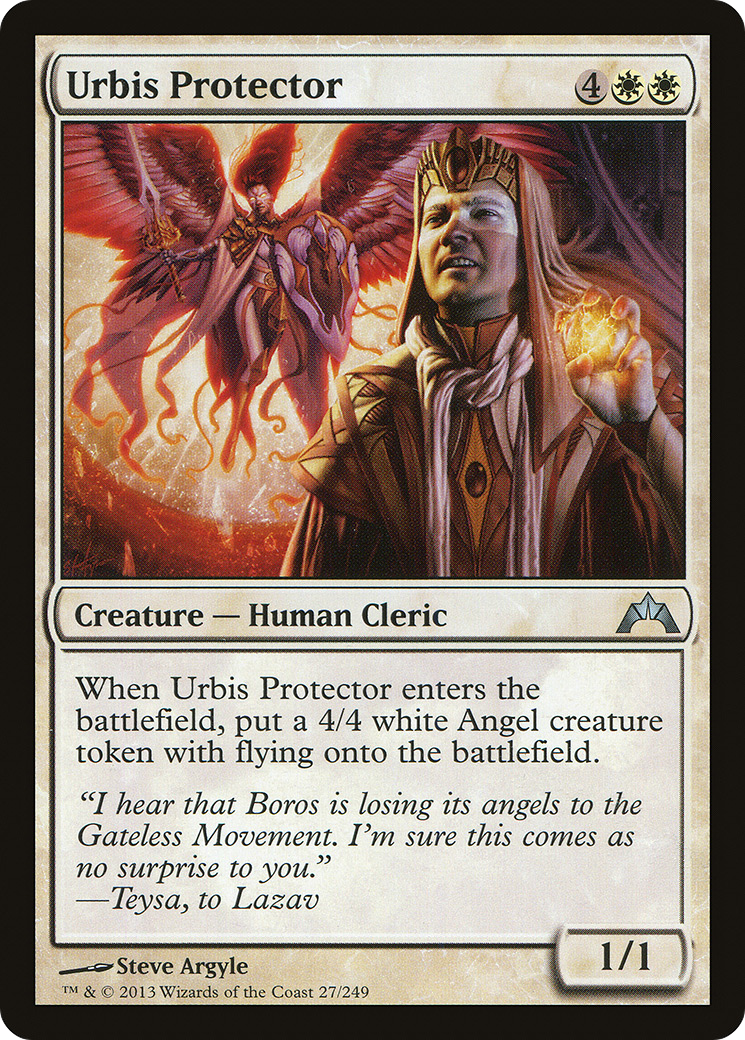 Urbis Protector
4
Creature — Human Cleric
When Urbis Protector enters the
battlefield, put a 4/4 white Angel creature
token with flying onto the battlefield.
“I hear that Boros is losing its angels to the
Gateless Movement. I’m sure this comes as
no surprise to you.”
—Teysa, to Lazav
1/1
Steve Argyle
™ & © 2013 Wizards of the Coast 27/249